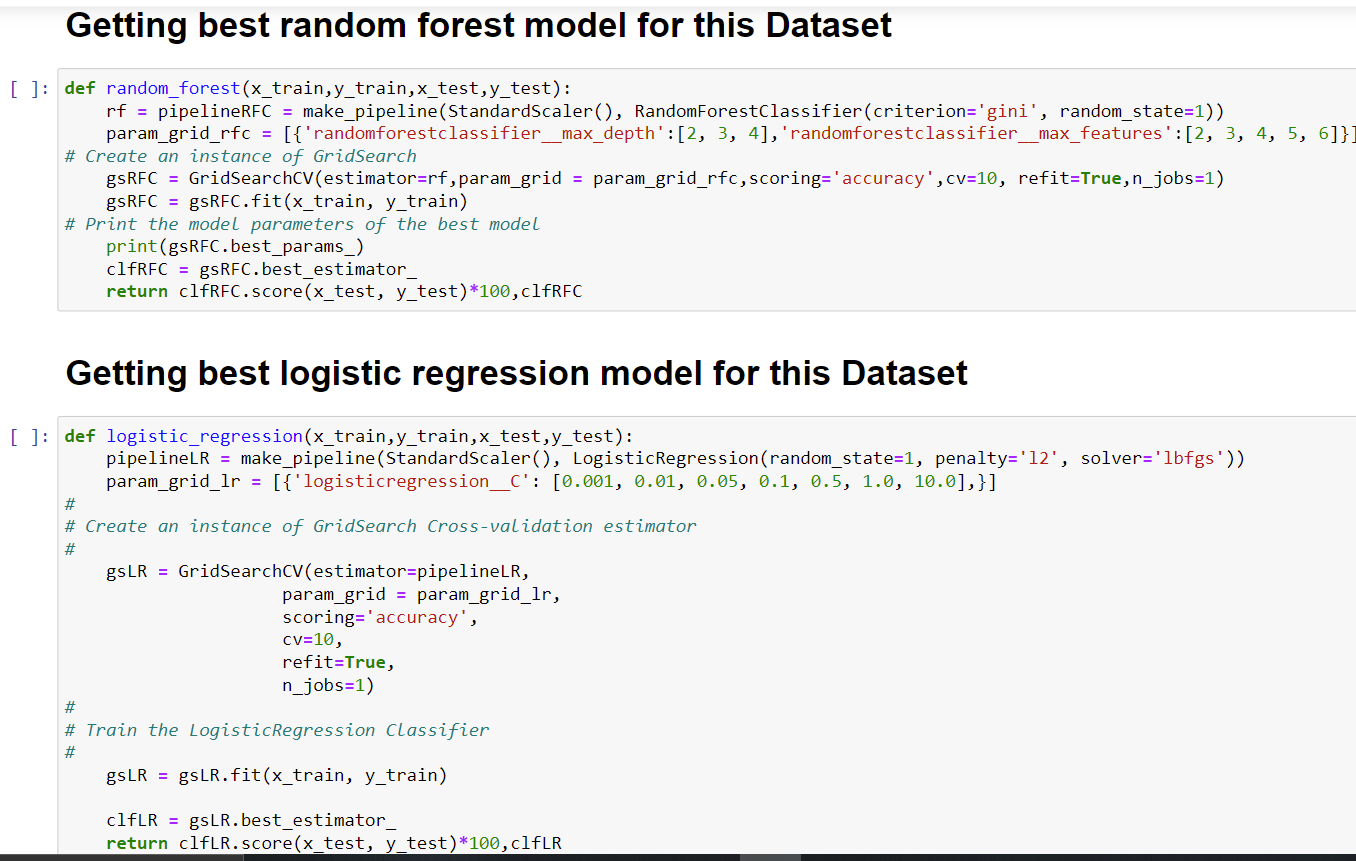 Getting best random forest model for this Dataset
[ ]: def random_forest(x_train,y_train,x_test,y_test):
    rf = pipelineRFC = make_pipeline(StandardScaler(), RandomForestClassifier(criterion='gini', random_state=1))
    param_grid_rfc = [{'randomforestclassifier__max_depth':[2, 3, 4],'randomforestclassifier__max_features':[2, 3, 4, 5, 6]}]
# Create an instance of GridSearch
    gsRFC = GridSearchCV(estimator=rf,param_grid = param_grid_rfc,scoring='accuracy',cv=10, refit=True,n_jobs=1)
    gsRFC = gsRFC.fit(x_train, y_train)
# Print the model parameters of the best model
    print(gsRFC.best_params_)
    clfRFC = gsRFC.best_estimator_
    return clfRFC.score(x_test, y_test)*100,clfRFC
Getting best logistic regression model for this Dataset
[ ]: def logistic_regression(x_train,y_train,x_test,y_test):
    pipelineLR = make_pipeline(StandardScaler(), LogisticRegression(random_state=1, penalty='l2', solver='lbfgs'))
    param_grid_lr = [{'logisticregression__C': [0.001, 0.01, 0.05, 0.1, 0.5, 1.0, 10.0],}]
#
# Create an instance of GridSearch Cross-validation estimator
#
    gsLR = GridSearchCV(estimator=pipelineLR,
                     param_grid = param_grid_lr,
                     scoring='accuracy',
                     cv=10,
                     refit=True,
                     n_jobs=1)
#
# Train the LogisticRegression Classifier
#
    gsLR = gsLR.fit(x_train, y_train)
    clfLR = gsLR.best_estimator_
    return clfLR.score(x_test, y_test)*100,clfLR